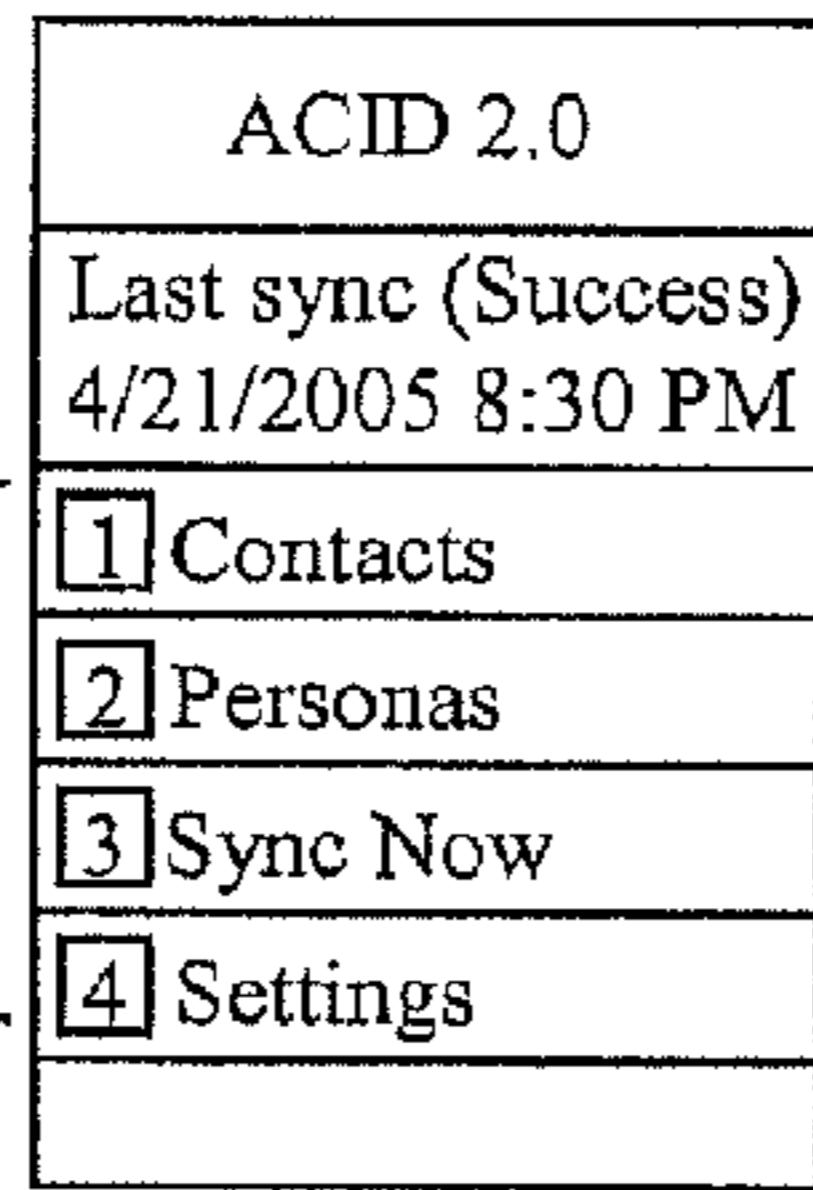 ACID 2.0
Last sync (Success)
4/21/2005 8:30 PM
1 Contacts
2 Personas
3 Sync Now
4 Settings